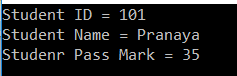 Student ID = 101
Student Name = Pranaya
Studenr Pass Mark = 35